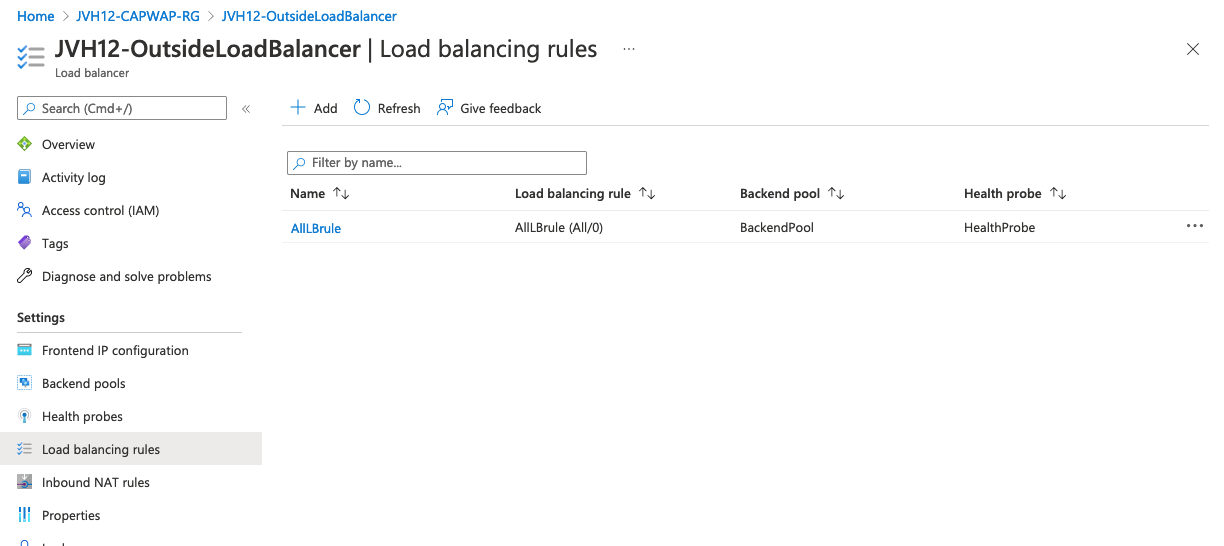 Home > JVH12-CAPWAP-RG > JVH12-OutsideLoadBalancer
JVH12-OutsideLoadBalancer | Load balancing rules ...
Load balancer
Search (Cmd+/)
«
Add
Refresh
Give feedback
Overview
Activity log
Access control (IAM)
Tags
Diagnose and solve problems
Settings
Frontend IP configuration
Backend pools
Health probes
Load balancing rules
Inbound NAT rules
Properties
Filter by name...
Name Load balancing rule Backend pool Health probe
AllLBrule AllLBrule (All/0) BackendPool HealthProbe ...